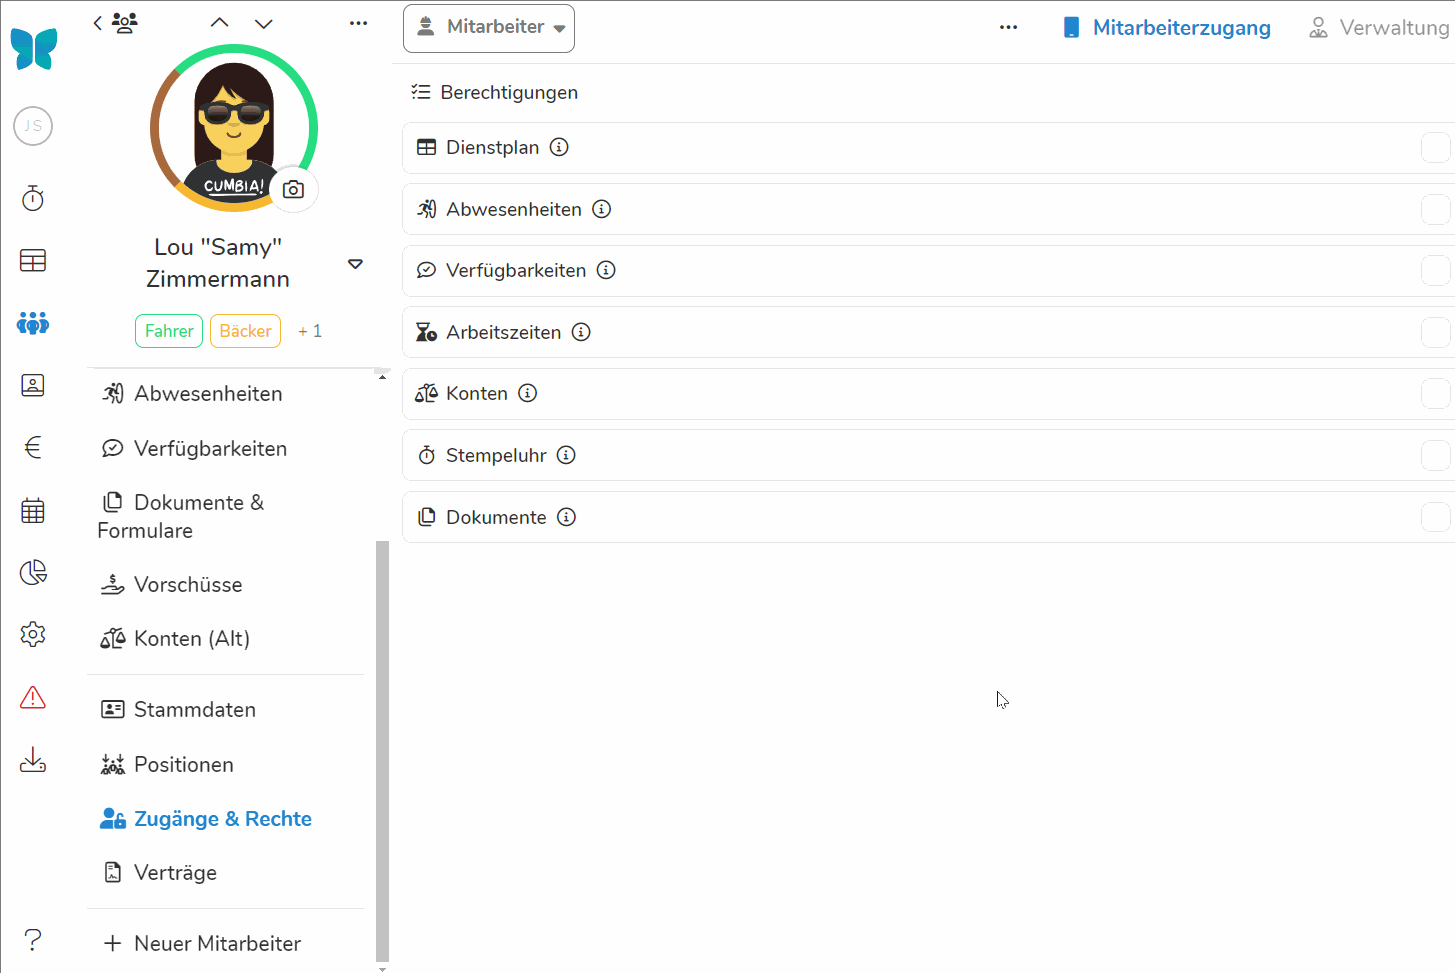 JS
CUMBIA!
Lou "Samy"
Zimmermann
Fahrer
Bäcker
+ 1
Abwesenheiten
Verfügbarkeiten
Dokumente &
Formulare
Vorschüsse
Konten (Alt)
Stammdaten
Positionen
Zugänge & Rechte
Verträge
Neuer Mitarbeiter
Mitarbeiter
Mitarbeiterzugang
Verwaltung
Berechtigungen
Dienstplan
Abwesenheiten
Verfügbarkeiten
Arbeitszeiten
Konten
Stempeluhr
Dokumente